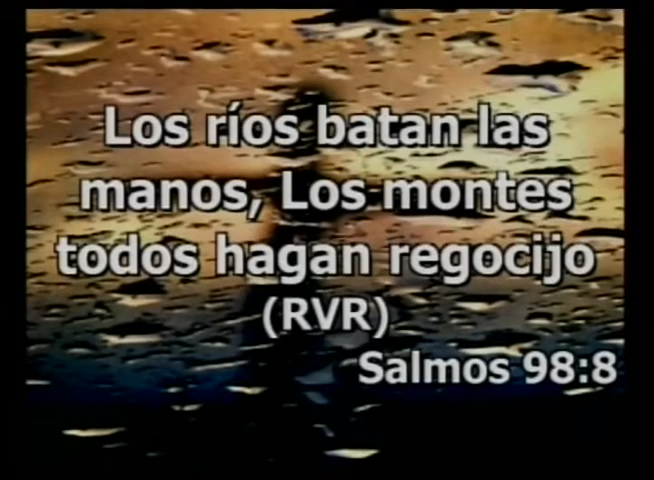 Los ríos batan las
manos, Los montes
todos hagan regocijo
(RVR)
Salmos 98:8